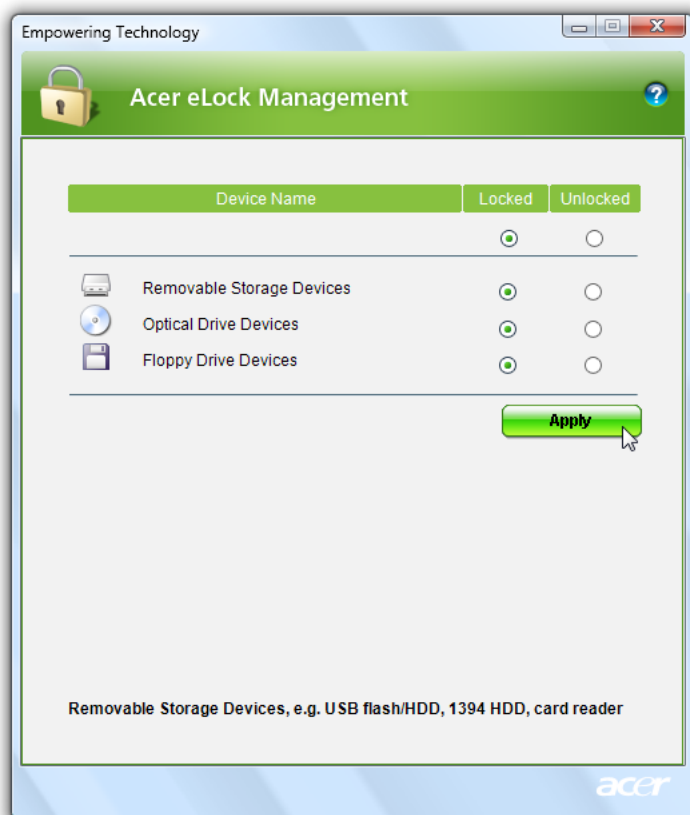 Empowering Technology
Acer eLock Management
Device Name Locked Unlocked
Removable Storage Devices
Optical Drive Devices
Floppy Drive Devices
Apply
Removable Storage Devices, e.g. USB flash/HDD, 1394 HDD, card reader
acer